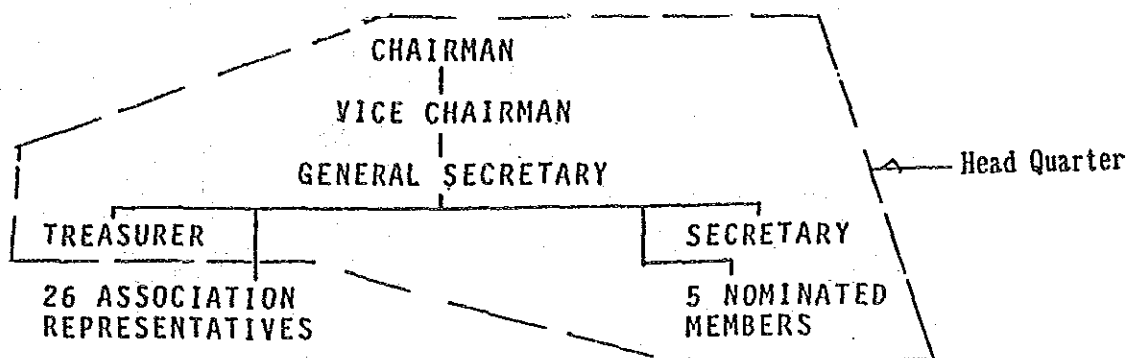 CHAIRMAN
VICE CHAIRMAN
GENERAL SECRETARY
Head Quarter
TREASURER
SECRETARY
26 ASSOCIATION
REPRESENTATIVES
5 NOMINATED
MEMBERS